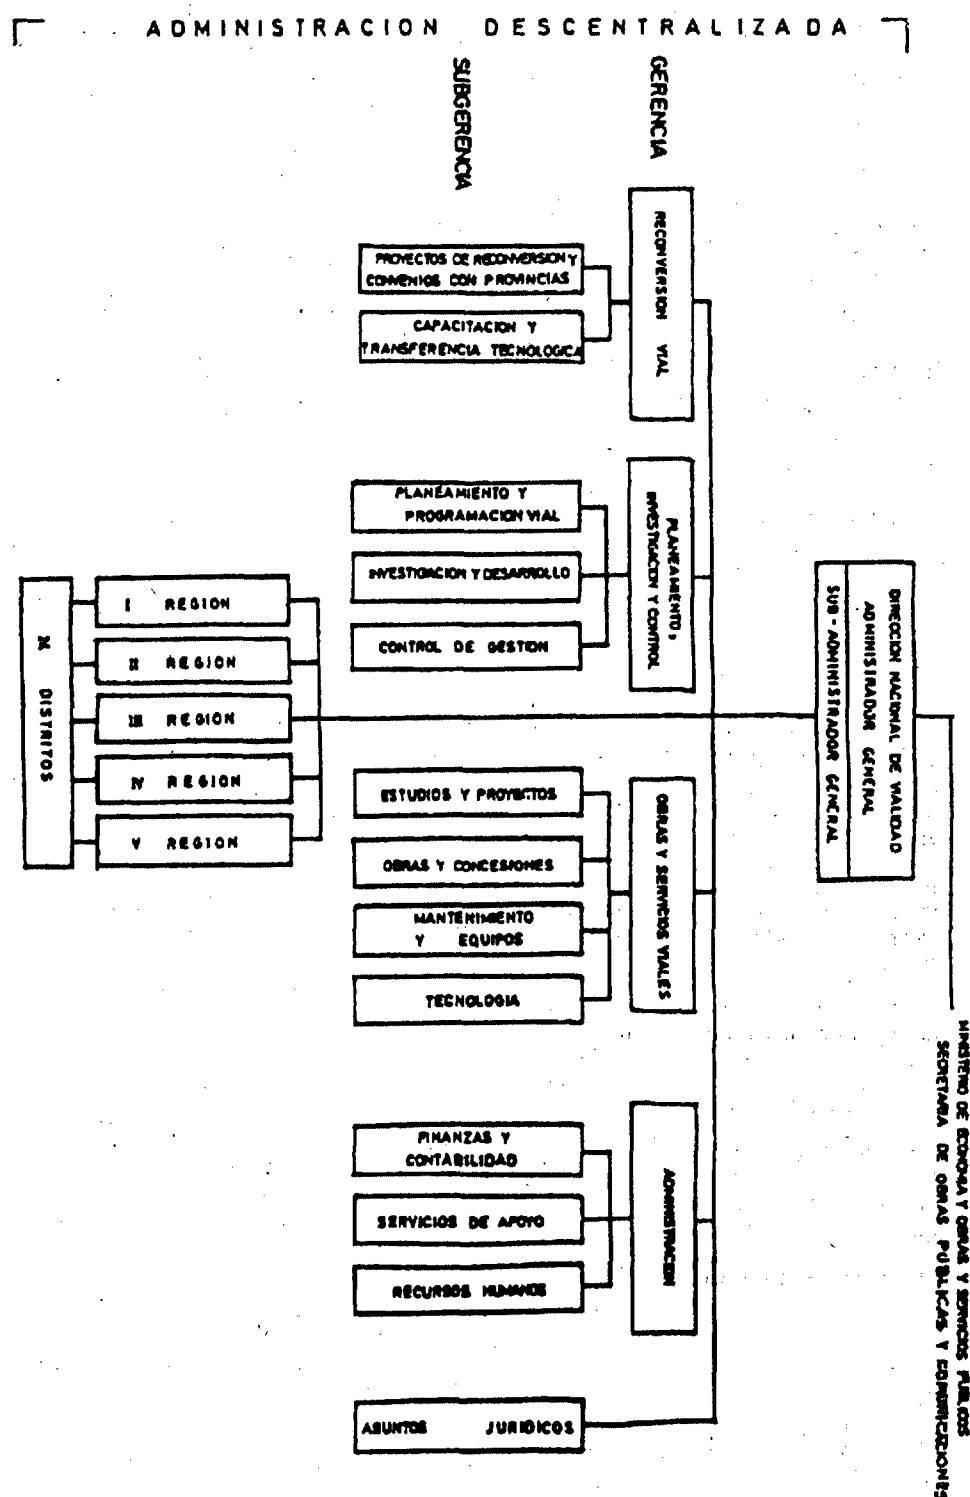 ADMINISTRACION DESCENTRALIZADA
MINISTERIO DE ECONOMIA Y OBRAS Y SERVICIOS PUBLICOS
SECRETARIA DE OBRAS PUBLICAS Y COMUNICACIONES
DIRECCION NACIONAL DE VIALIDAD
ADMINISTRADOR GENERAL
SUB-ADMINISTRADOR GENERAL
GERENCIA
SUBGERENCIA
RECONVERSION VIAL
PROYECTOS DE RECONVERSION Y
CONVENIOS CON PROVINCIAS
CAPACITACION Y
TRANSFERENCIA TECNOLOGICA
PLANEAMIENTO,
INVESTIGACION Y CONTROL
PLANEAMIENTO Y
PROGRAMACION VIAL
INVESTIGACION Y DESARROLLO
CONTROL DE GESTION
OBRAS Y SERVICIOS VIALES
ESTUDIOS Y PROYECTOS
OBRAS Y CONCESIONES
MANTENIMIENTO
Y EQUIPOS
TECNOLOGIA
ADMINISTRACION
FINANZAS Y
CONTABILIDAD
SERVICIOS DE APOYO
RECURSOS HUMANOS
ASUNTOS JURIDICOS
I REGION
II REGION
III REGION
IV REGION
V REGION
DISTRITOS